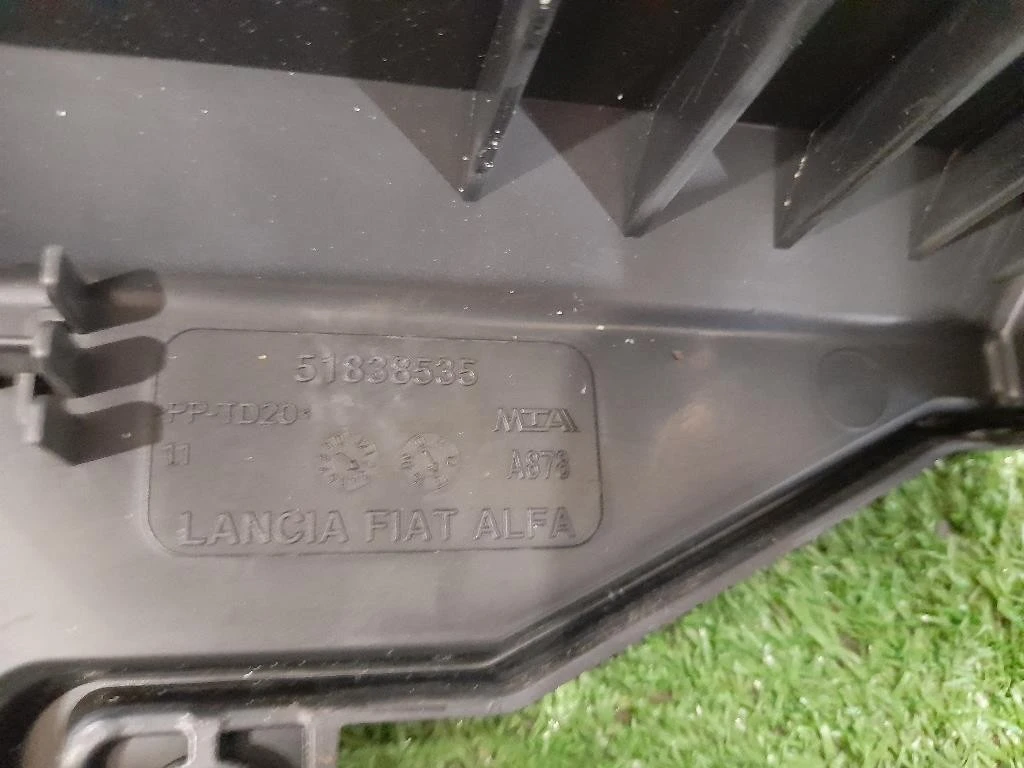 51838535
PP-TD20
MTA
11
A878
LANCIA FIAT ALFA